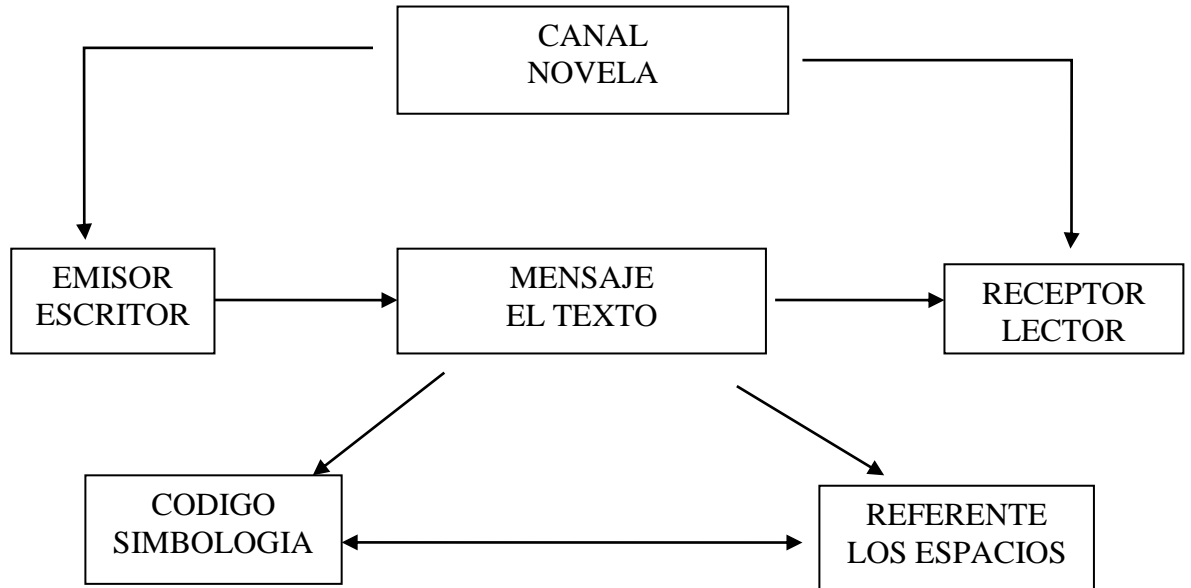 CANAL
NOVELA
EMISOR
ESCRITOR
MENSAJE
EL TEXTO
RECEPTOR
LECTOR
CODIGO
SIMBOLOGIA
REFERENTE
LOS ESPACIOS